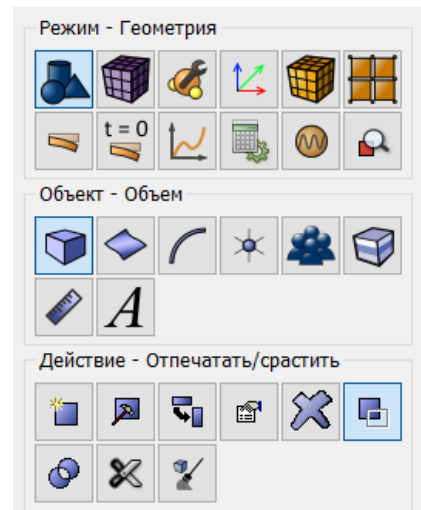 Режим - Геометрия
t = 0
Объект - Объем
A
Действие - Отпечатать/срастить